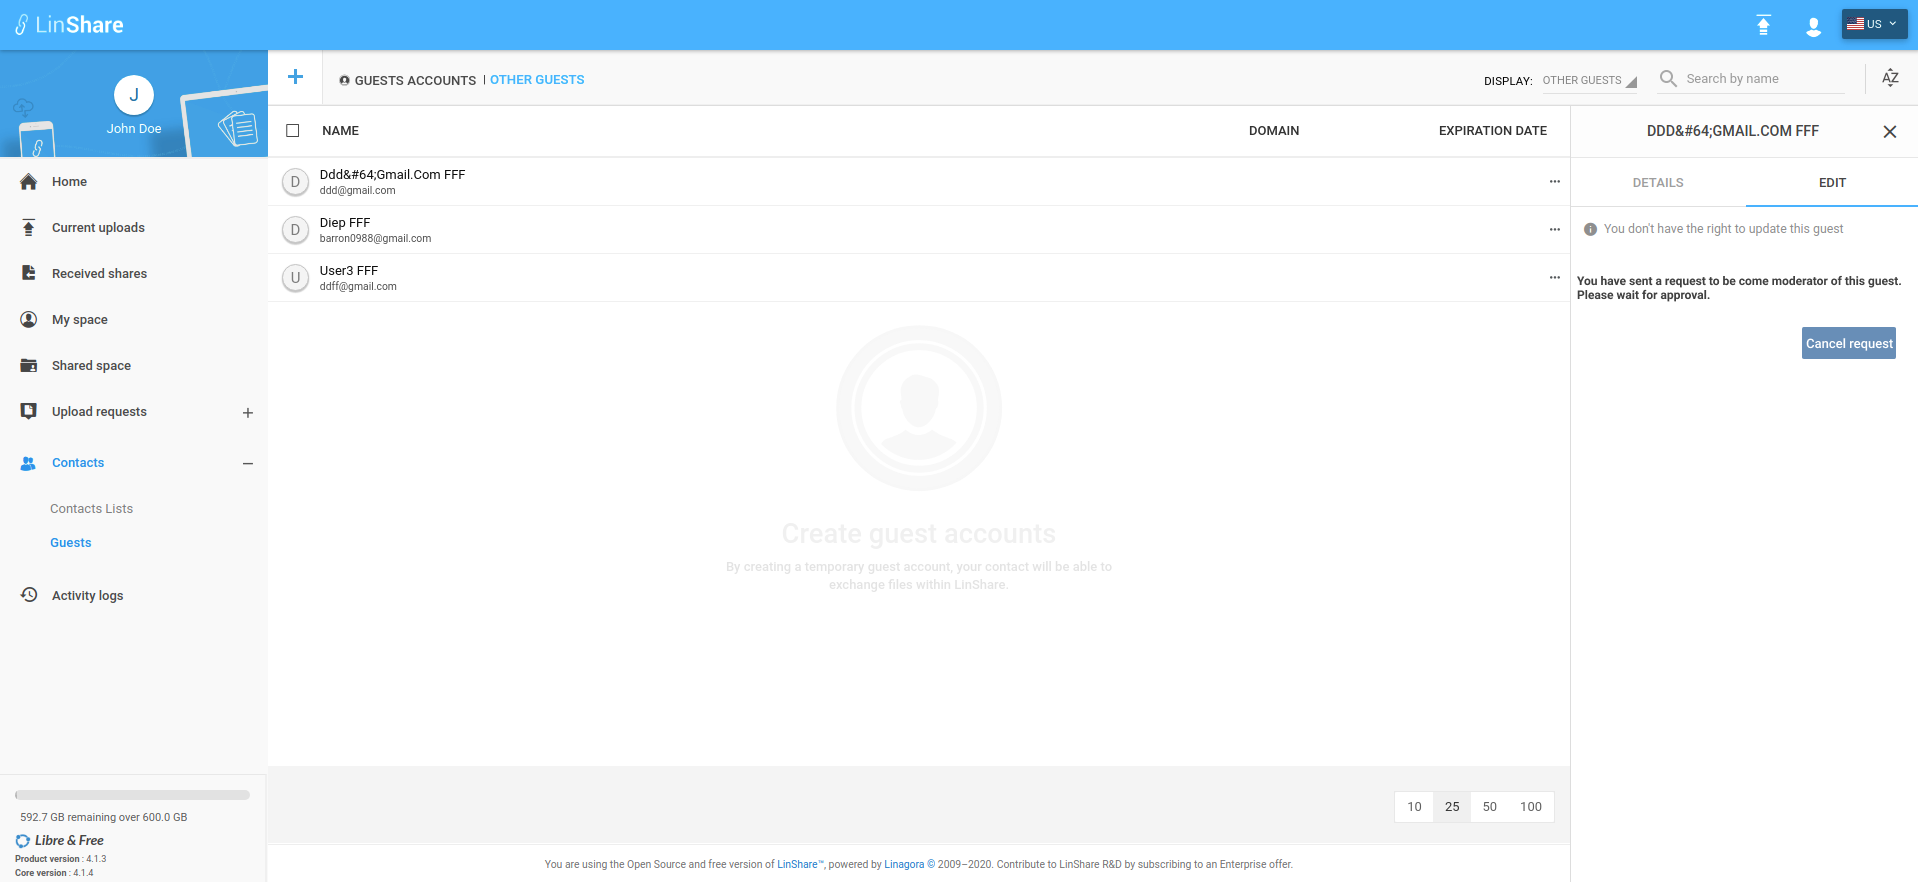 LinShare
US
J
John Doe
Home
Current uploads
Received shares
My space
Shared space
Upload requests
Contacts
Contacts Lists
Guests
Activity logs
592.7 GB remaining over 600.0 GB
Libre & Free
Product version : 4.1.3
Core version : 4.1.4
GUESTS ACCOUNTS | OTHER GUESTS
DISPLAY: OTHER GUESTS
Search by name
AZ
NAME DOMAIN EXPIRATION DATE
D
Ddd&#64;Gmail.Com FFF
ddd@gmail.com
D
Diep FFF
barron0988@gmail.com
U
User3 FFF
ddff@gmail.com
Create guest accounts
By creating a temporary guest account, your contact will be able to
exchange files within LinShare.
10 25 50 100
You are using the Open Source and free version of LinShare™, powered by Linagora © 2009–2020. Contribute to LinShare R&D by subscribing to an Enterprise offer.
DDD&#64;GMAIL.COM FFF
DETAILS EDIT
You don't have the right to update this guest
You have sent a request to be come moderator of this guest.
Please wait for approval.
Cancel request